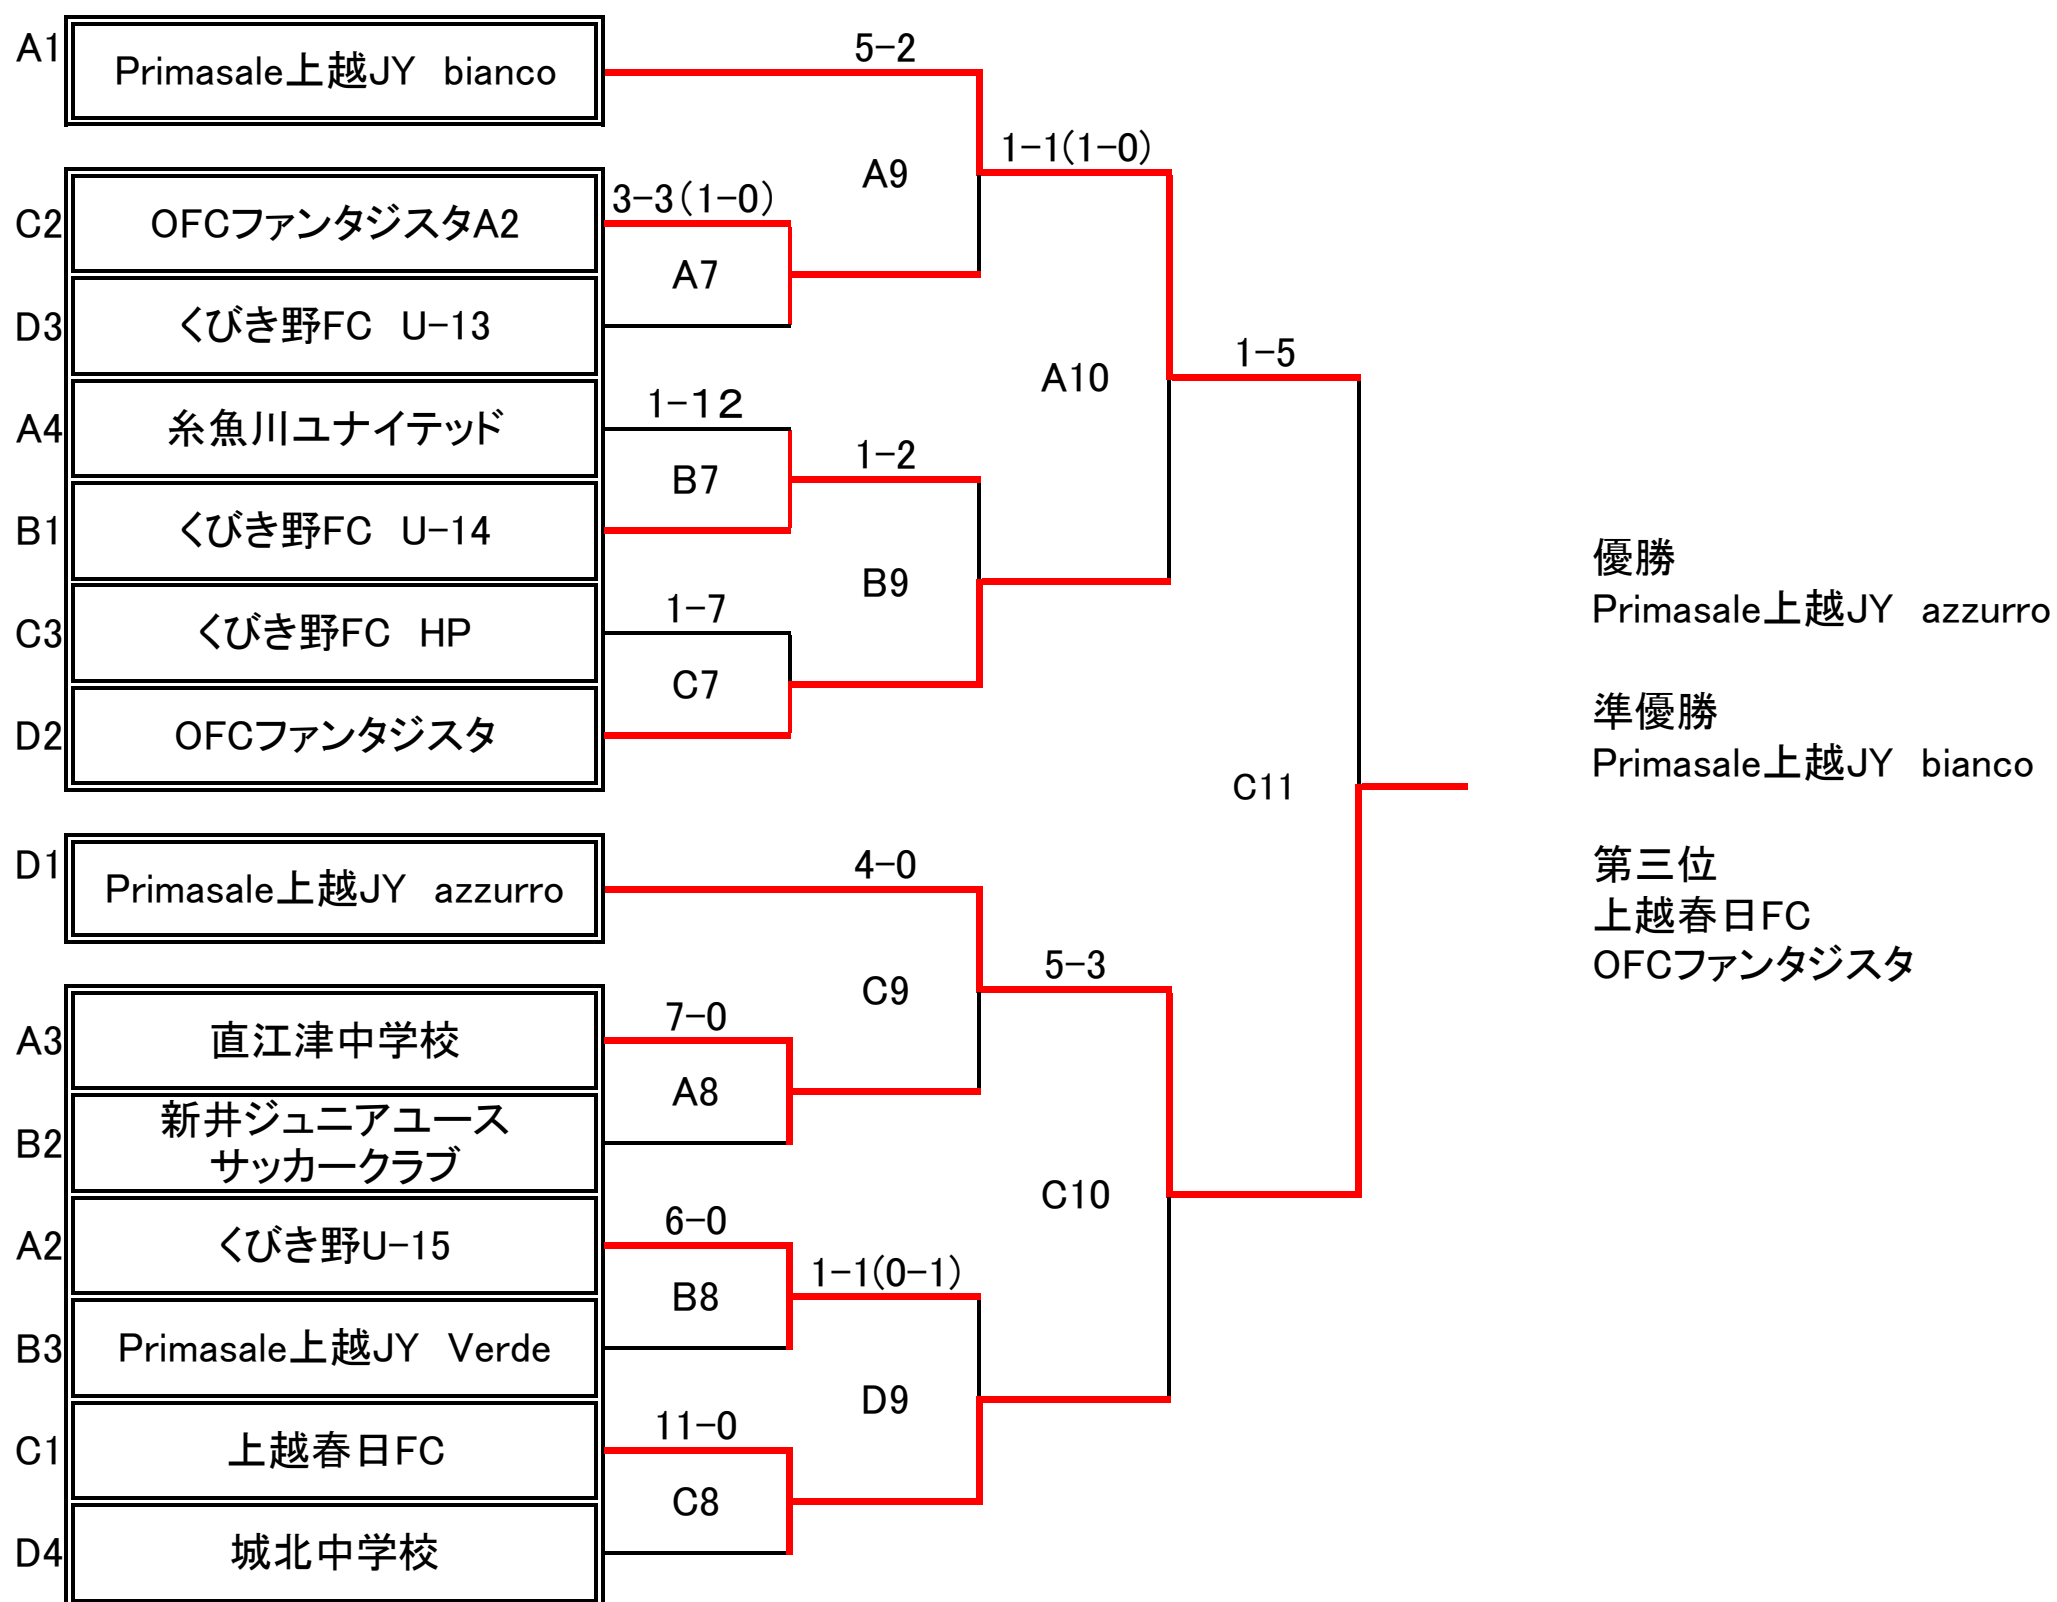 A1
Primasale上越JY　bianco
5-2
A9
1-1(1-0)
C2
OFCファンタジスタA2
3-3(1-0)
A7
D3
くびき野FC　U-13
A10
1-5
A4
糸魚川ユナイテッド
1-12
B7
1-2
B1
くびき野FC　U-14
B9
C3
くびき野FC　HP
1-7
C7
D2
OFCファンタジスタ
C11
D1
Primasale上越JY　azzurro
4-0
C9
5-3
A3
直江津中学校
7-0
A8
B2
新井ジュニアユース
サッカークラブ
C10
A2
くびき野U-15
6-0
B8
1-1(0-1)
B3
Primasale上越JY　Verde
D9
C1
上越春日FC
11-0
C8
D4
城北中学校
優勝
Primasale上越JY　azzurro
準優勝
Primasale上越JY　bianco
第三位
上越春日FC
OFCファンタジスタ